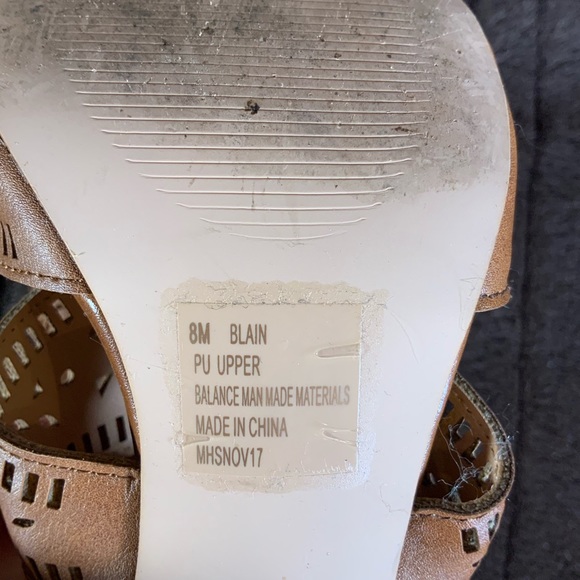 8M BLAIN
PU UPPER
BALANCE MAN MADE MATERIALS
MADE IN CHINA
MHSNOV17